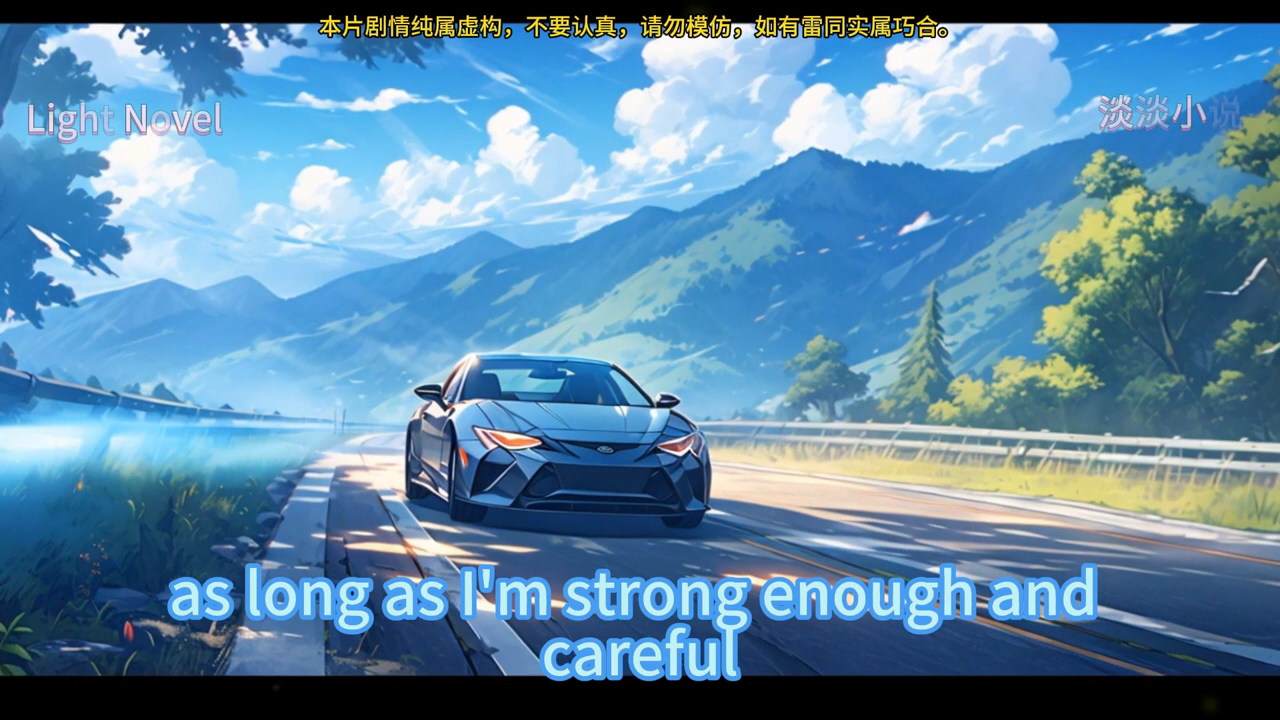 本片剧情纯属虚构，不要认真，请勿模仿，如有雷同实属巧合。
Light Novel
淡淡小说
as long as I'm strong enough and
careful